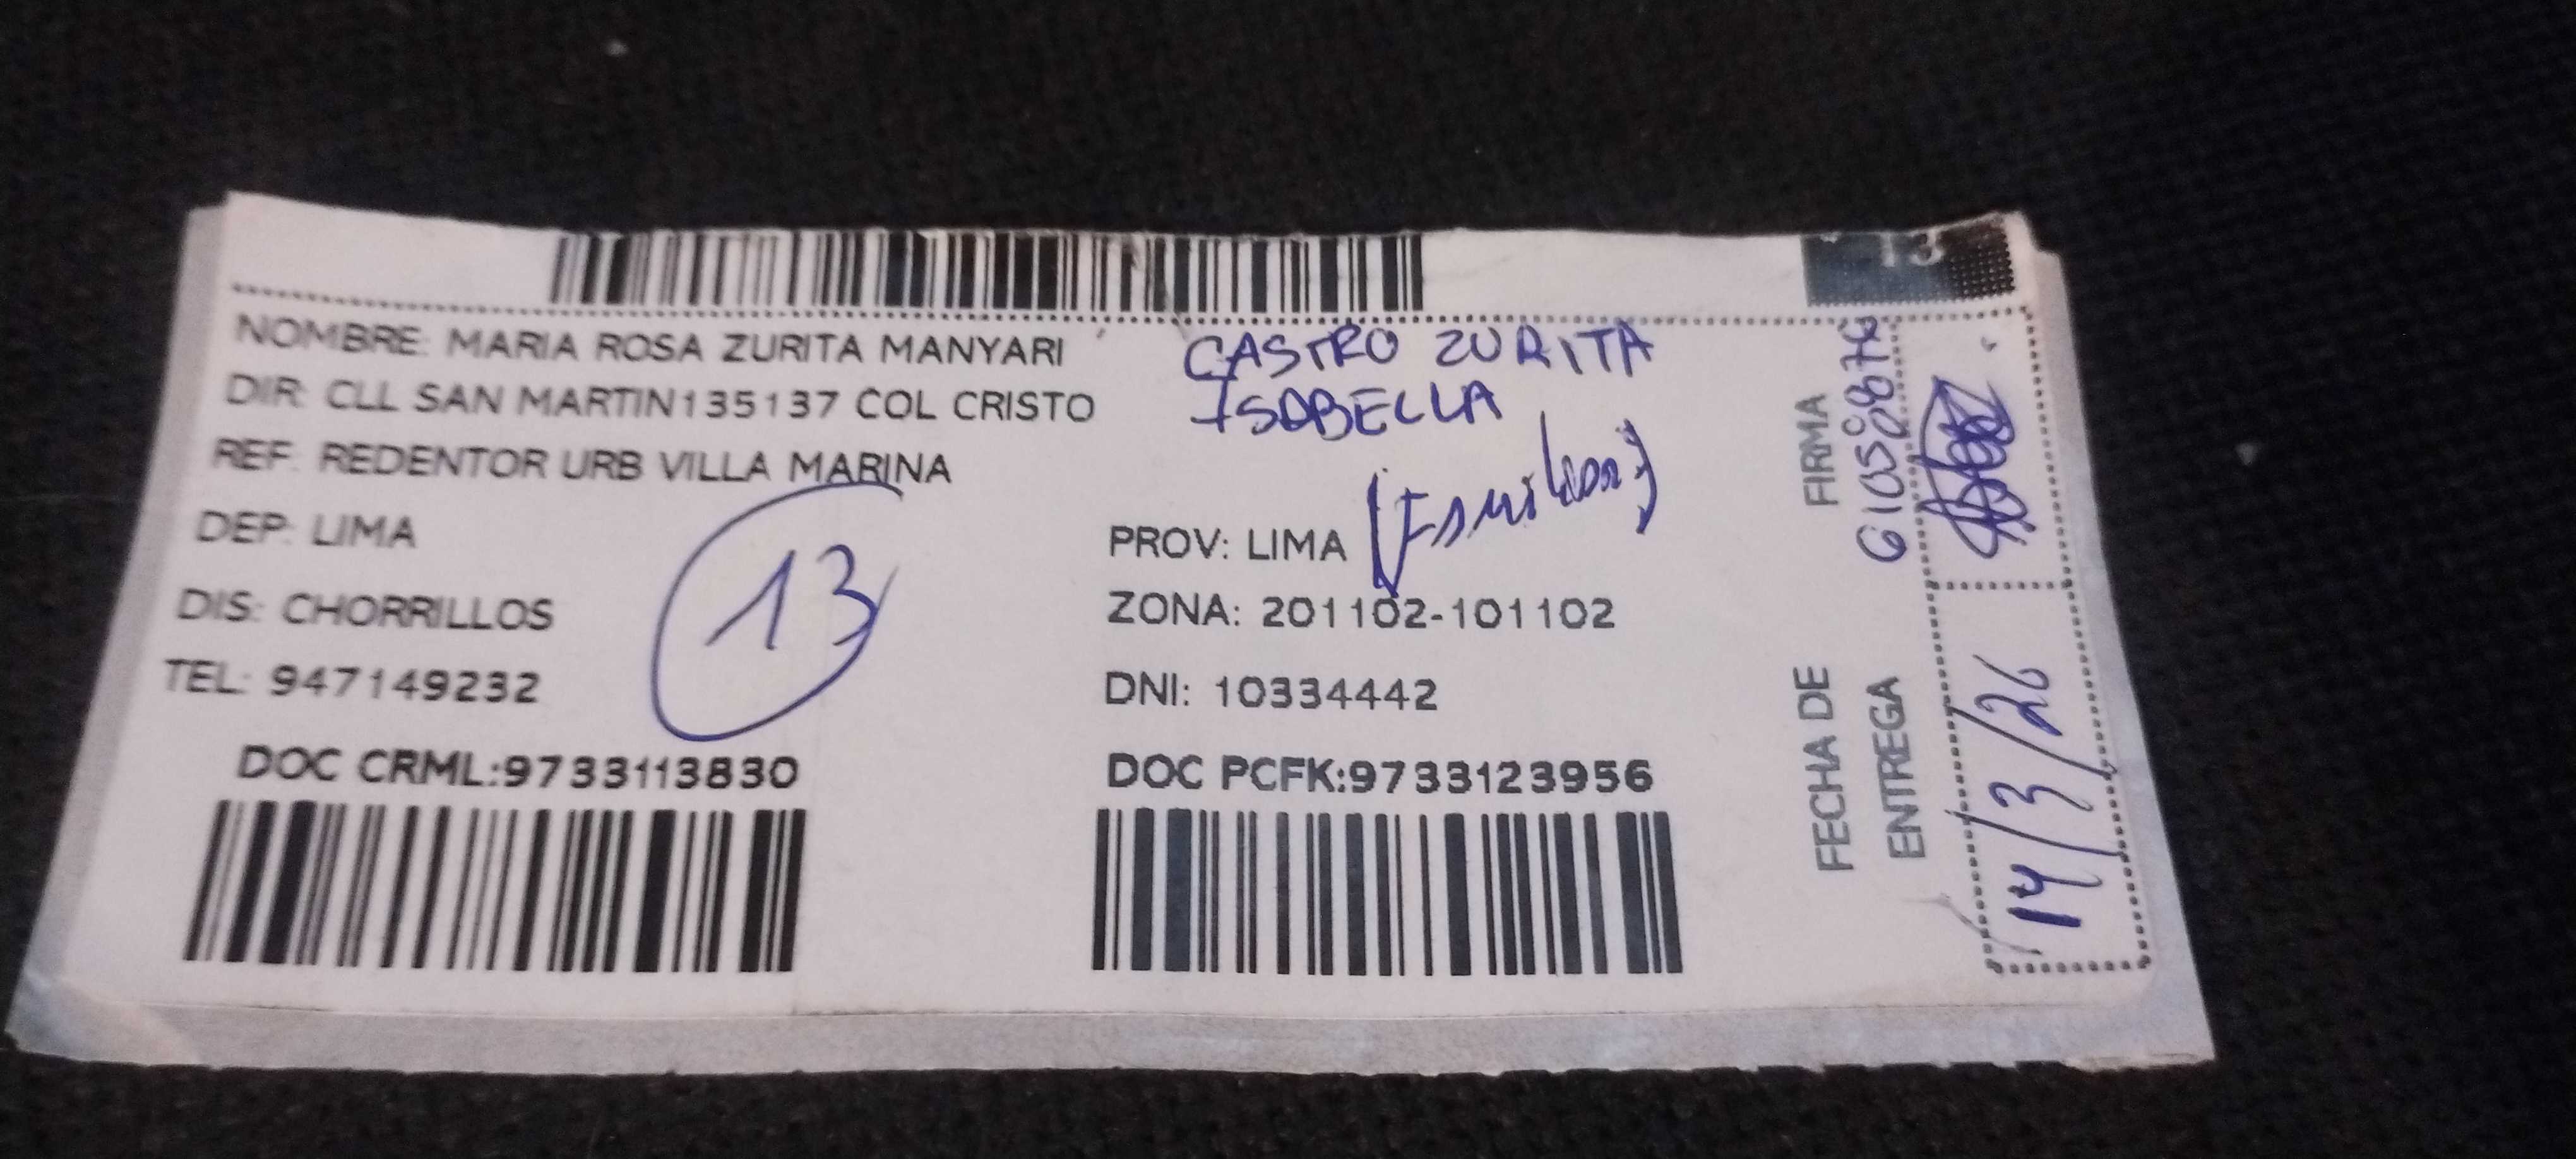 13
NOMBRE: MARIA ROSA ZURITA MANYARI
DIR: CLL SAN MARTIN135137 COL CRISTO
REF: REDENTOR URB VILLA MARINA
DEP: LIMA
DIS: CHORRILLOS
TEL: 947149232
13
DOC CRML:9733113830
CASTRO ZURITA
ISABELLA
PROV: LIMA
ZONA: 201102-101102
DNI: 10334442
DOC PCFK:9733123956
FIRMA
FECHA DE
ENTREGA
14/3/26